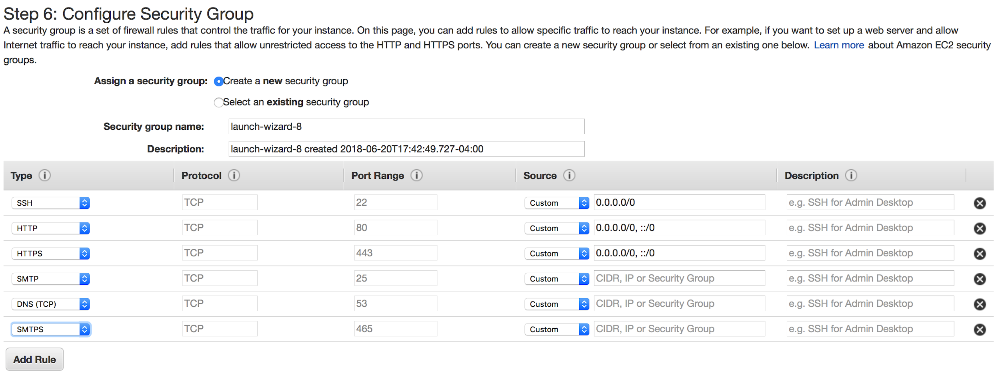 Step 6: Configure Security Group
A security group is a set of firewall rules that control the traffic for your instance. On this page, you can add rules to allow specific traffic to reach your instance. For example, if you want to set up a web server and allow
Internet traffic to reach your instance, add rules that allow unrestricted access to the HTTP and HTTPS ports. You can create a new security group or select from an existing one below. Learn more about Amazon EC2 security
groups.
Assign a security group: Create a new security group
Select an existing security group
Security group name: launch-wizard-8
Description: launch-wizard-8 created 2018-06-20T17:42:49.727-04:00
Type i Protocol i Port Range i Source i Description i
SSH TCP 22 Custom 0.0.0.0/0 e.g. SSH for Admin Desktop
HTTP TCP 80 Custom 0.0.0.0/0, ::/0 e.g. SSH for Admin Desktop
HTTPS TCP 443 Custom 0.0.0.0/0, ::/0 e.g. SSH for Admin Desktop
SMTP TCP 25 Custom CIDR, IP or Security Group e.g. SSH for Admin Desktop
DNS (TCP) TCP 53 Custom CIDR, IP or Security Group e.g. SSH for Admin Desktop
SMTPS TCP 465 Custom CIDR, IP or Security Group e.g. SSH for Admin Desktop
Add Rule